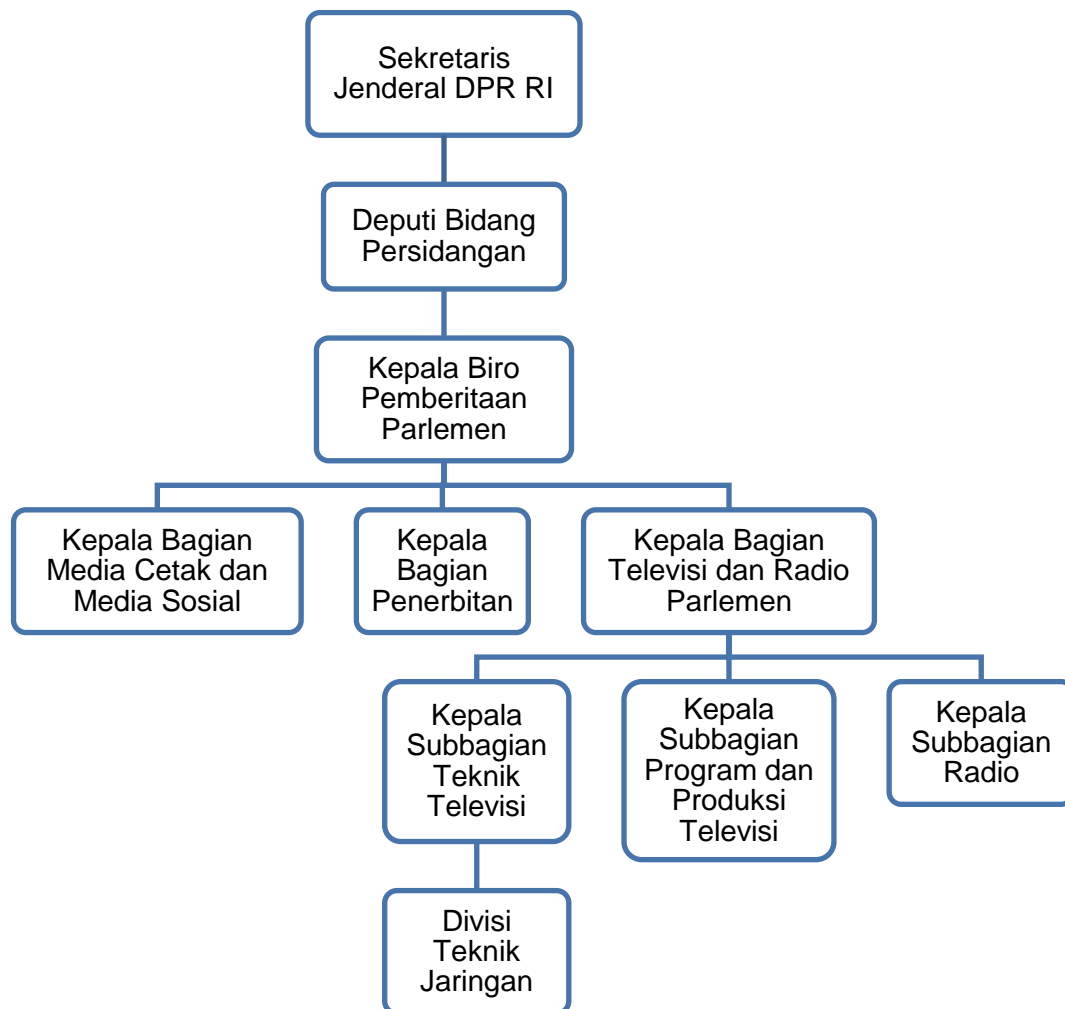 Sekretaris
Jenderal DPR RI
Deputi Bidang
Persidangan
Kepala Biro
Pemberitaan
Parlemen
Kepala Bagian
Media Cetak dan
Media Sosial
Kepala
Bagian
Penerbitan
Kepala Bagian
Televisi dan Radio
Parlemen
Kepala
Subbagian
Teknik
Televisi
Kepala
Subbagian
Program dan
Produksi
Televisi
Kepala
Subbagian
Radio
Divisi
Teknik
Jaringan